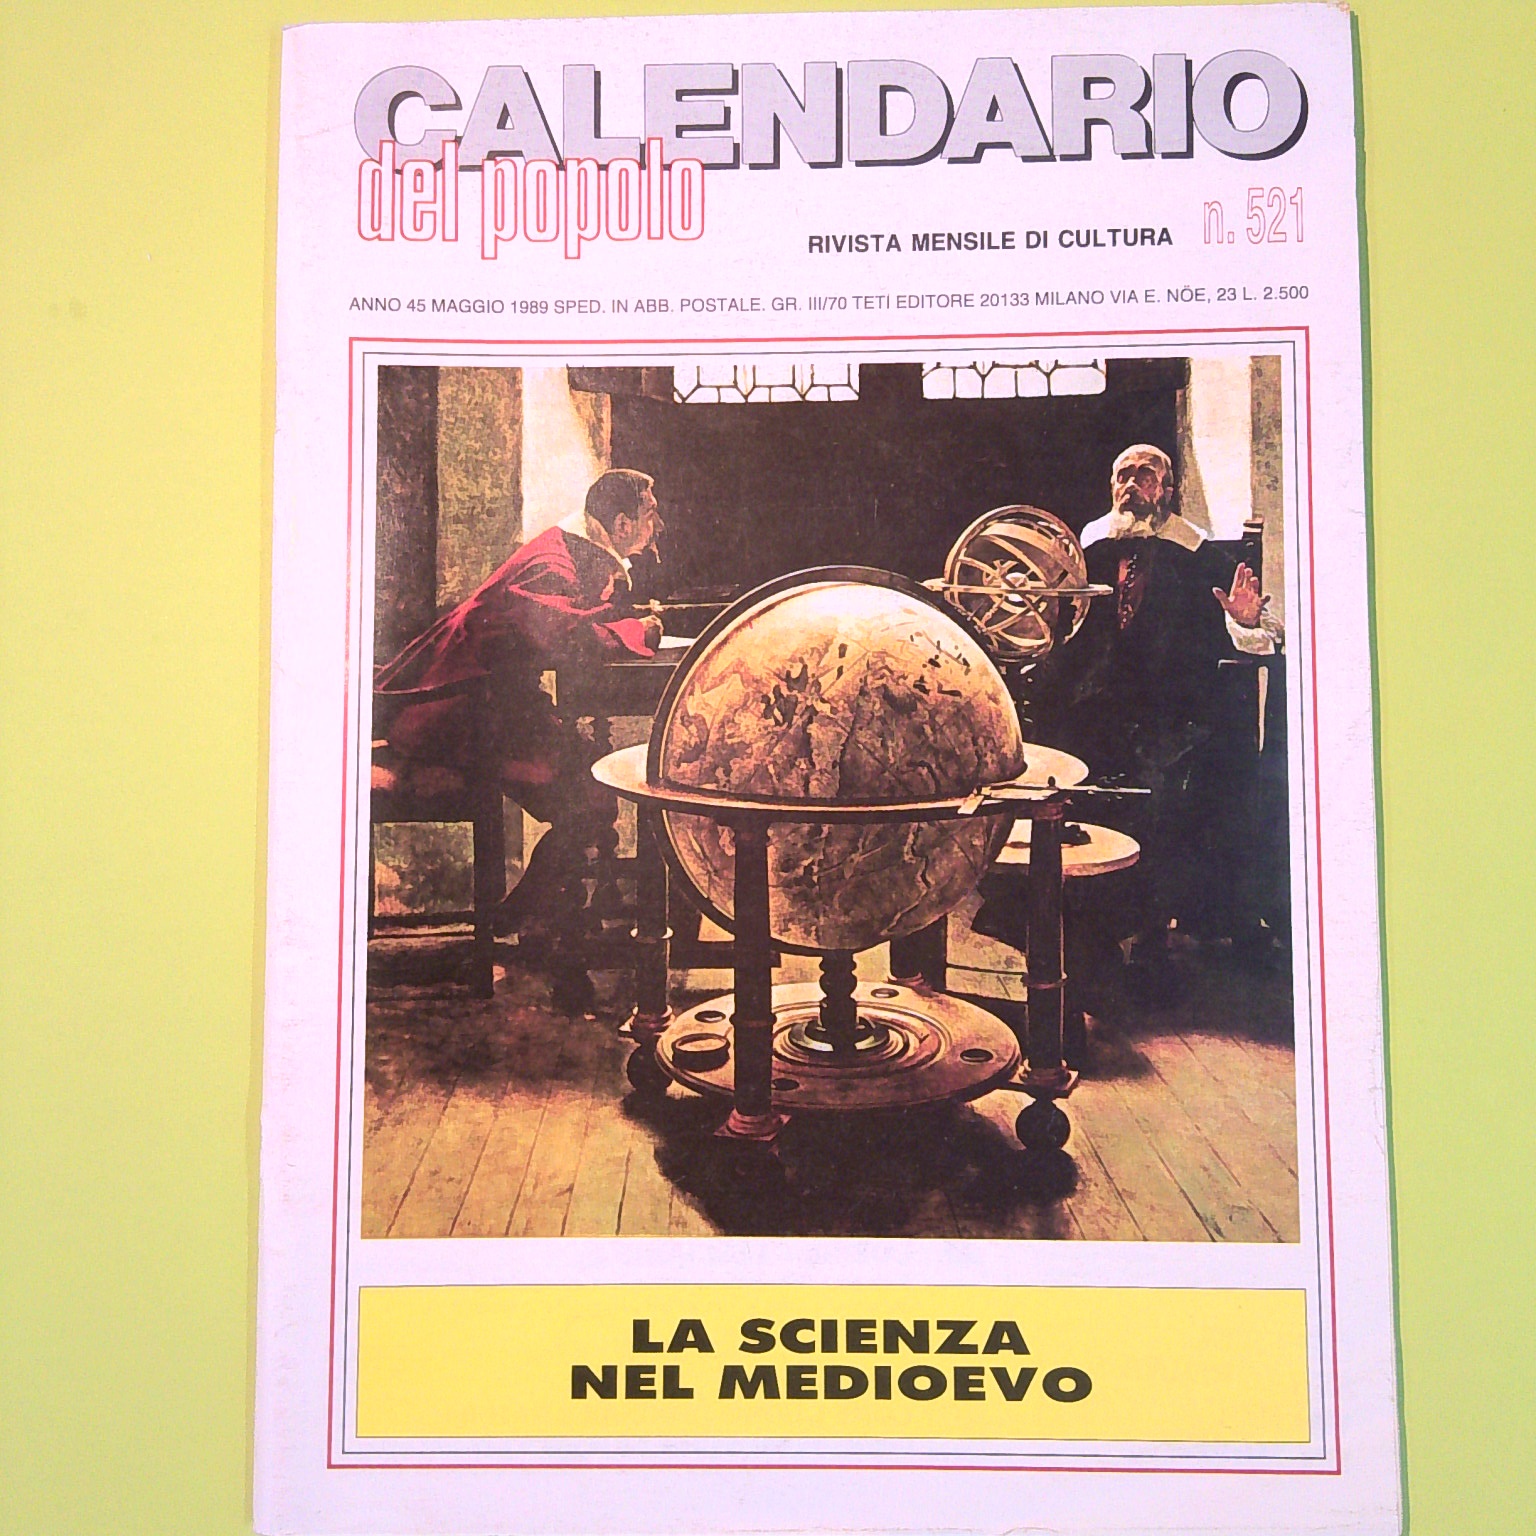 CALENDARIO
del popolo
RIVISTA MENSILE DI CULTURA n. 521
ANNO 45 MAGGIO 1989 SPED. IN ABB. POSTALE. GR. III/70 TETI EDITORE 20133 MILANO VIA E. NÖE, 23 L. 2.500
LA SCIENZA
NEL MEDIOEVO